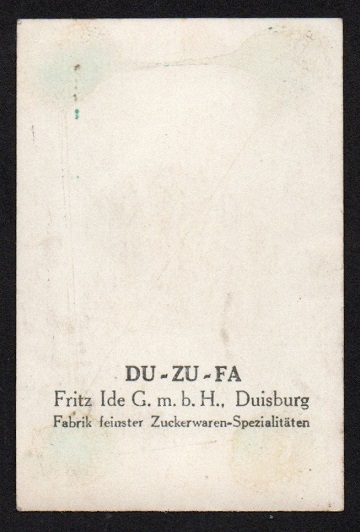 DU-ZU-FA
Fritz Ide G. m. b. H., Duisburg
Fabrik feinster Zuckerwaren-Spezialitäten